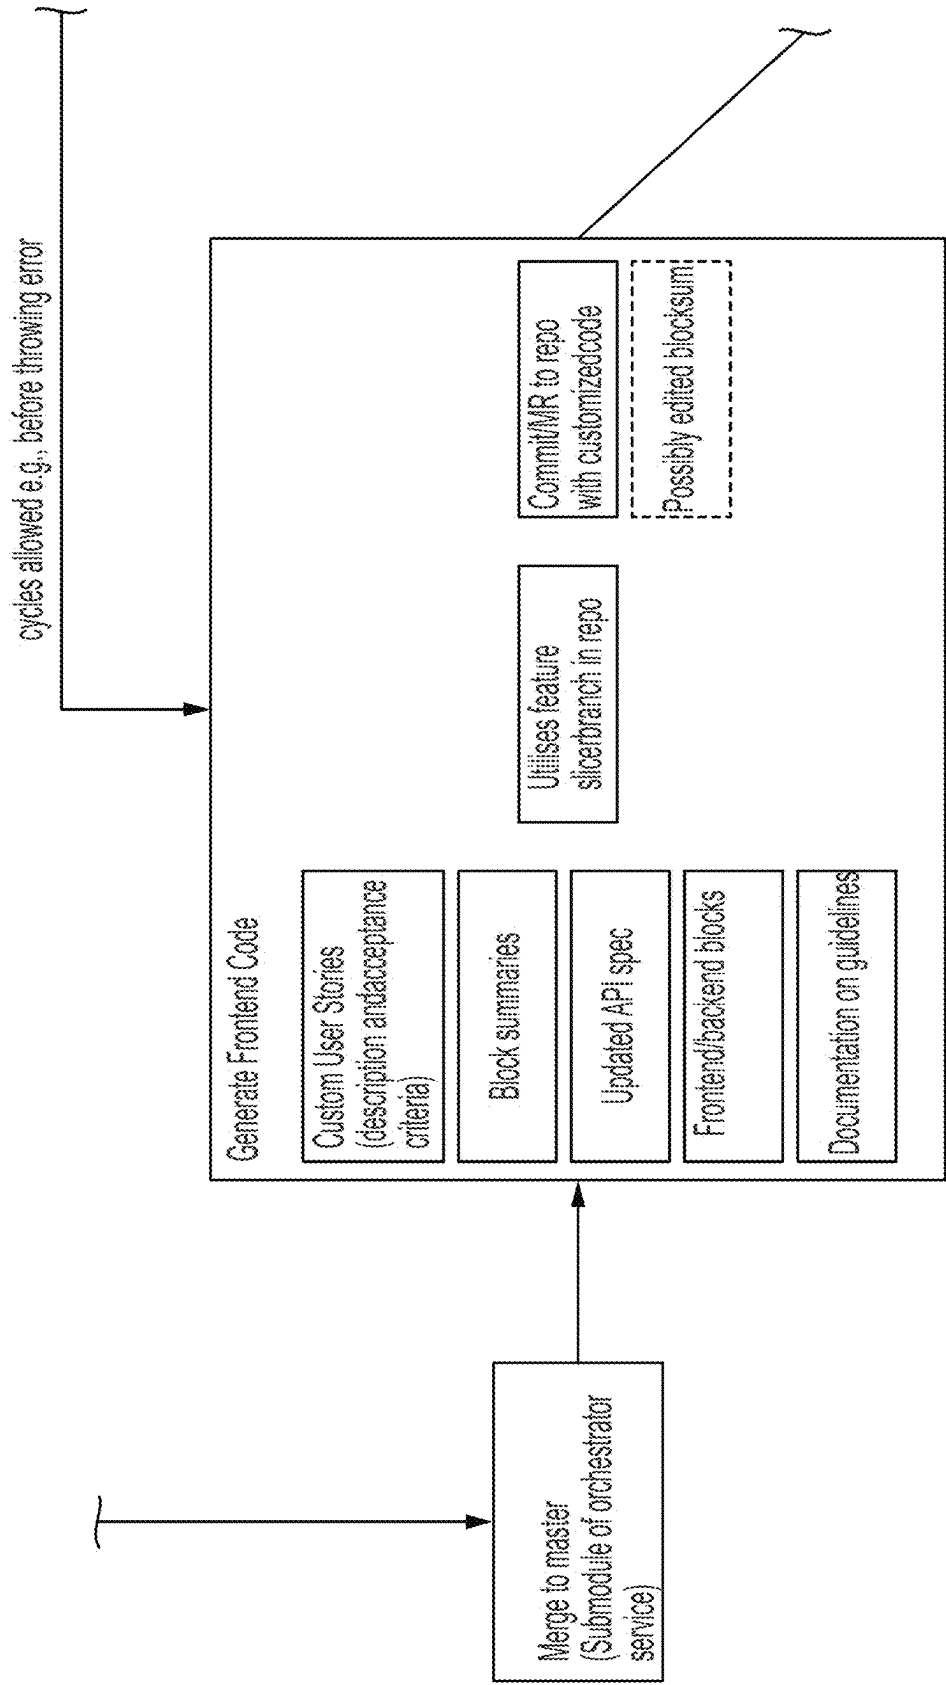 cycles allowed e.g., before throwing error
Merge to master
(Submodule of orchestrator
service)
Generate Frontend Code
Custom User Stories
(description andacceptance
criteria)
Block summaries
Updated API spec
Frontend/backend blocks
Documentation on guidelines
Utilises feature
slicerbranch in repo
Commit/MR to repo
with customizedcode
Possibly edited blocksum